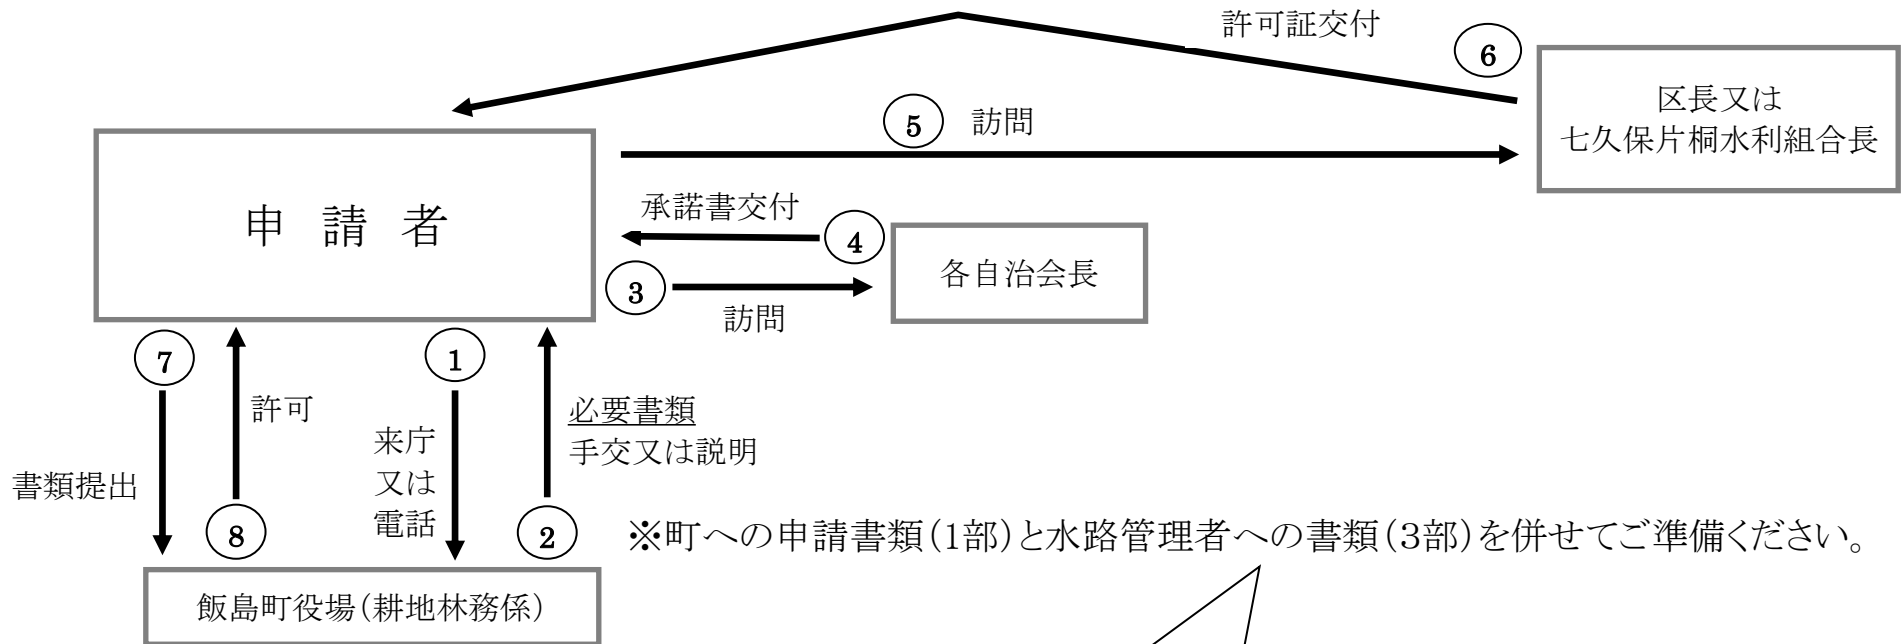 許可証交付
6
区長又は
七久保片桐水利組合長
5 訪問
申 請 者
承諾書交付
4
各自治会長
3
訪問
7
1
許可
必要書類
手交又は説明
来庁
又は
電話
書類提出
8
2
※町への申請書類(1部)と水路管理者への書類(3部)を併せてご準備ください。
飯島町役場(耕地林務係)